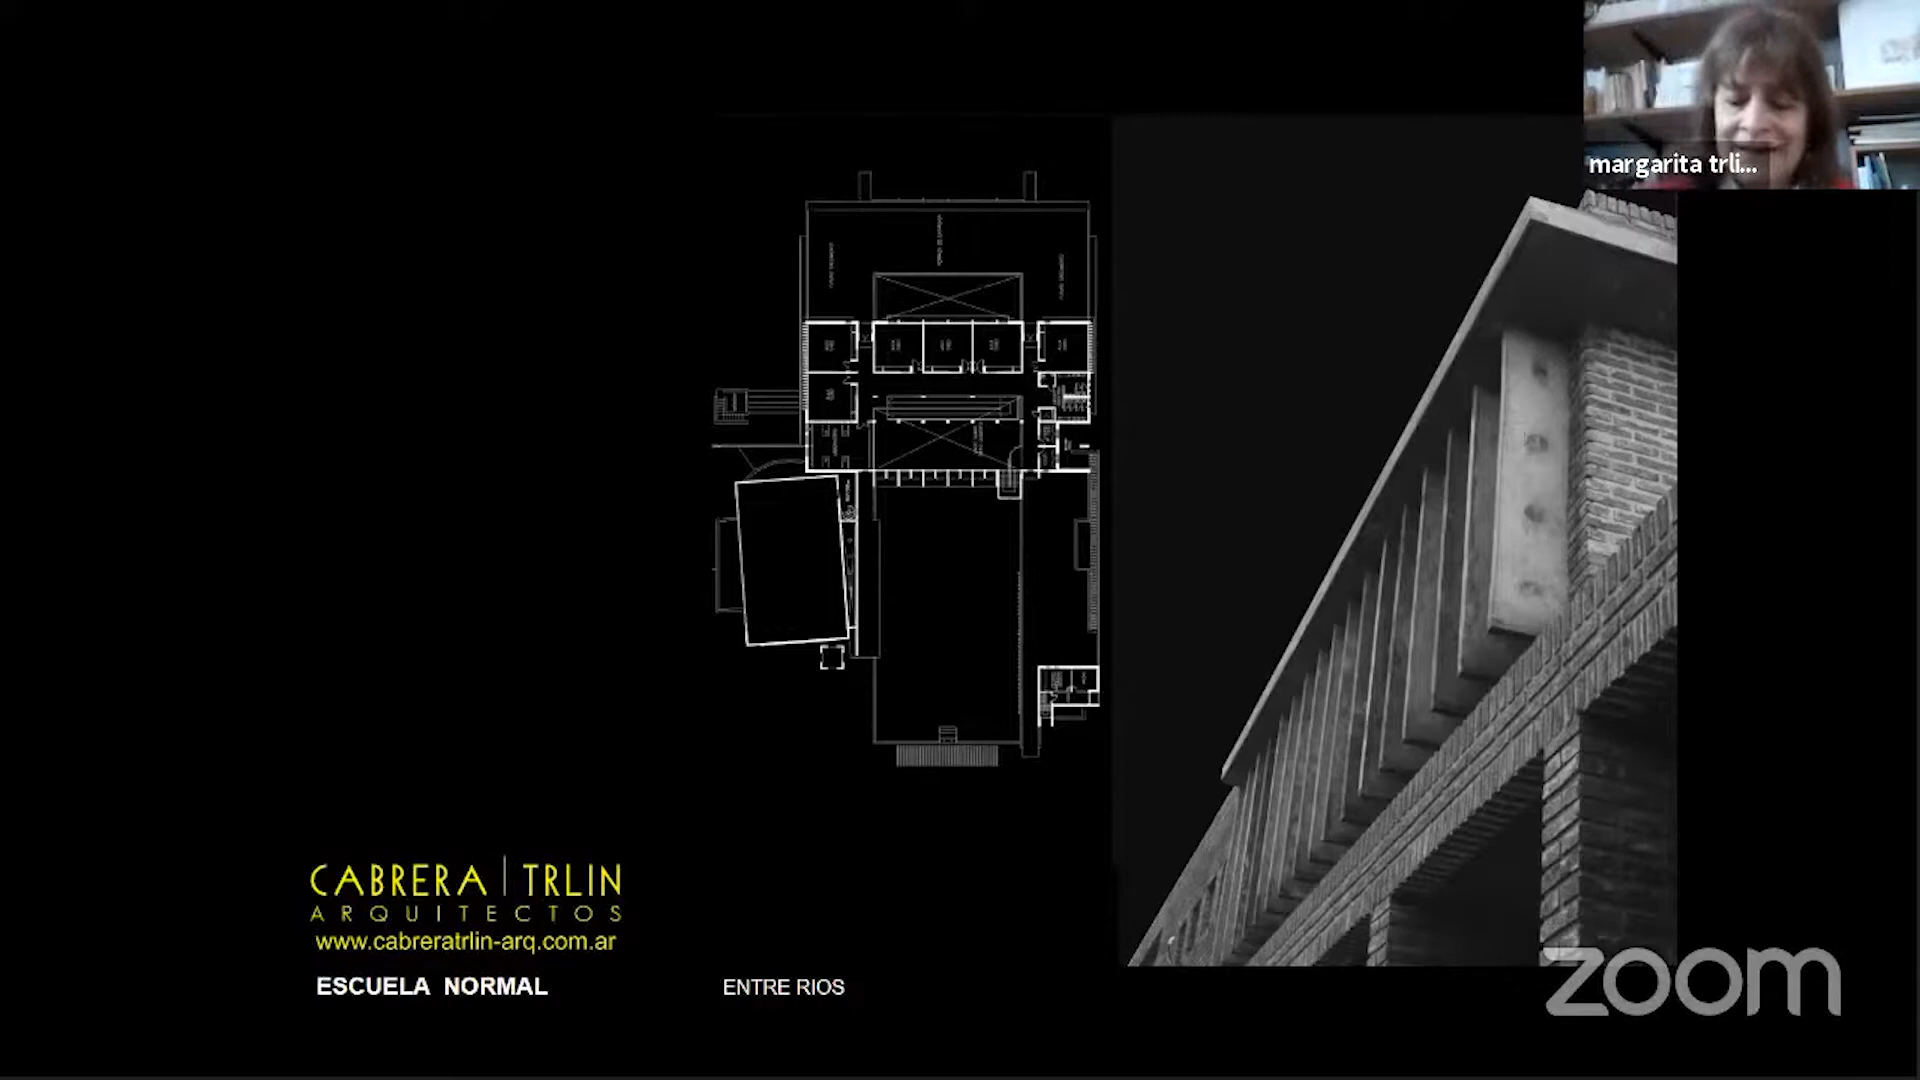 margarita trli...
CABRERA | TRLIN
ARQUITECTOS
www.cabreratrlin-arq.com.ar
ESCUELA NORMAL
ENTRE RIOS
zoom